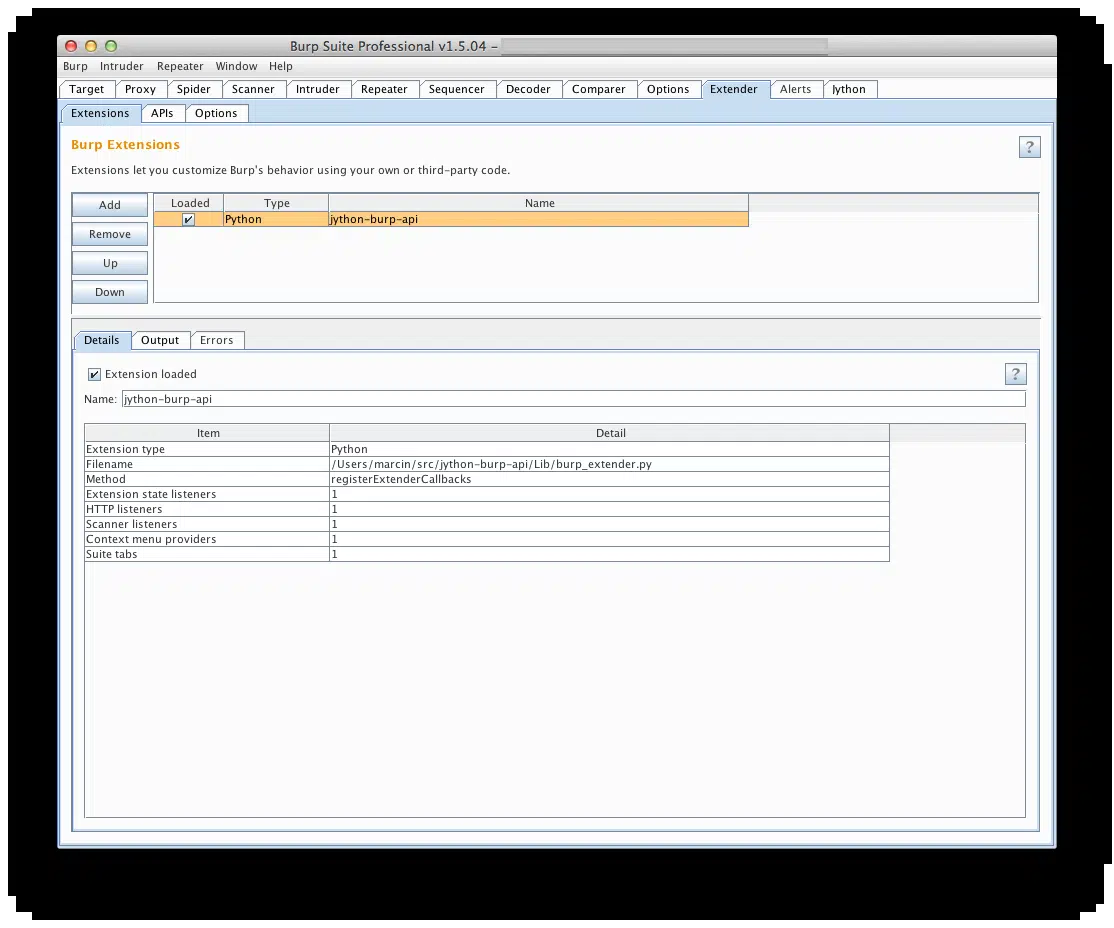 Burp Suite Professional v1.5.04 –
Burp Intruder Repeater Window Help
Target Proxy Spider Scanner Intruder Repeater Sequencer Decoder Comparer Options Extender Alerts Jython
Extensions APIs Options
Burp Extensions
?
Extensions let you customize Burp's behavior using your own or third-party code.
Add
Remove
Up
Down
Loaded Type Name
Python jython-burp-api
Details Output Errors
Extension loaded
?
Name: jython-burp-api
Item Detail
Extension type Python
Filename /Users/marcin/src/jython-burp-api/Lib/burp_extender.py
Method registerExtenderCallbacks
Extension state listeners 1
HTTP listeners 1
Scanner listeners 1
Context menu providers 1
Suite tabs 1